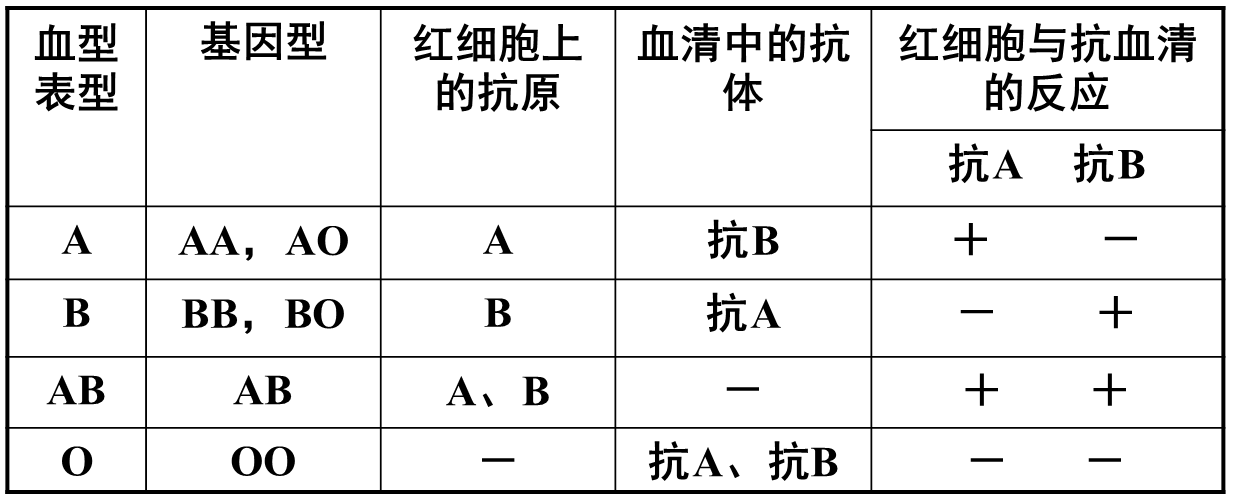 血型 基因型 红细胞上 血清中的抗 红细胞与抗血清
表型 的抗原 体 的反应
抗A 抗B
A AA，AO A 抗B ＋ －
B BB，BO B 抗A － ＋
AB AB A、B － ＋ ＋
O OO － 抗A、抗B － －